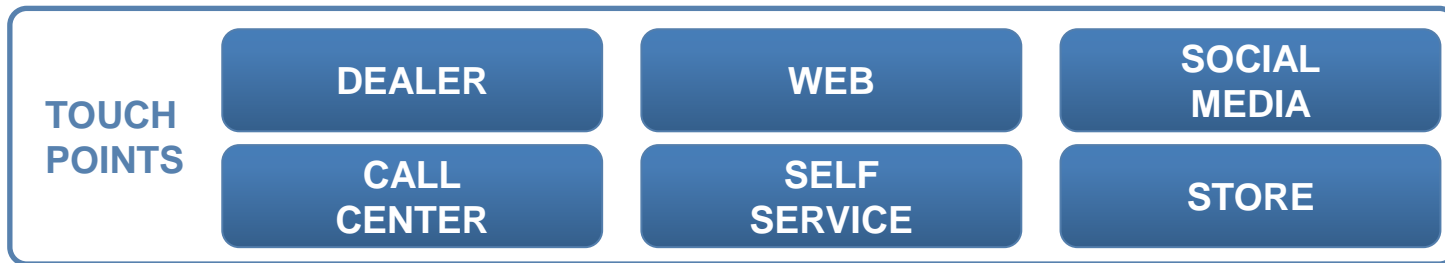 TOUCH
POINTS
DEALER
WEB
SOCIAL
MEDIA
CALL
CENTER
SELF
SERVICE
STORE